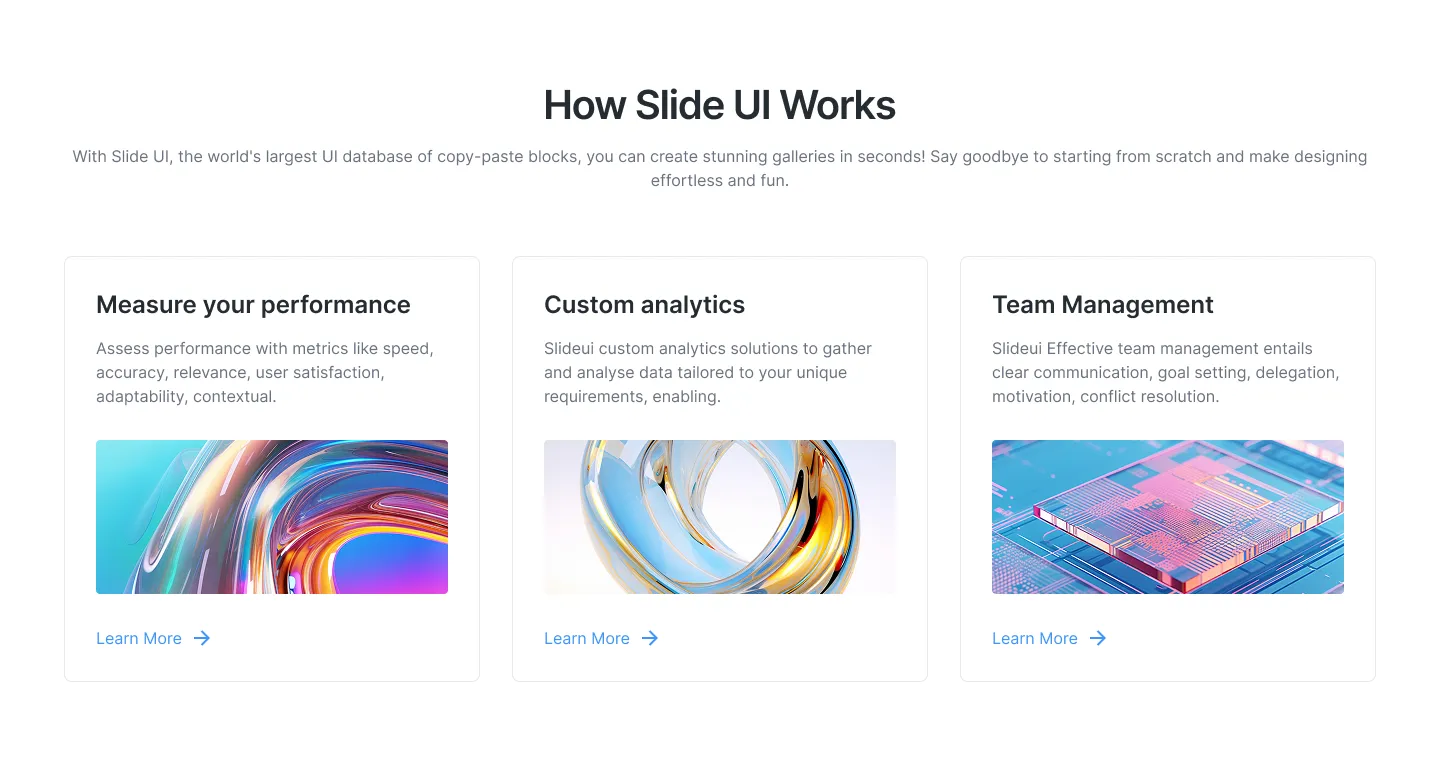 How Slide UI Works
With Slide UI, the world's largest UI database of copy-paste blocks, you can create stunning galleries in seconds! Say goodbye to starting from scratch and make designing
effortless and fun.
Measure your performance
Assess performance with metrics like speed,
accuracy, relevance, user satisfaction,
adaptability, contextual.
Learn More
Custom analytics
Slideui custom analytics solutions to gather
and analyse data tailored to your unique
requirements, enabling.
Learn More
Team Management
Slideui Effective team management entails
clear communication, goal setting, delegation,
motivation, conflict resolution.
Learn More